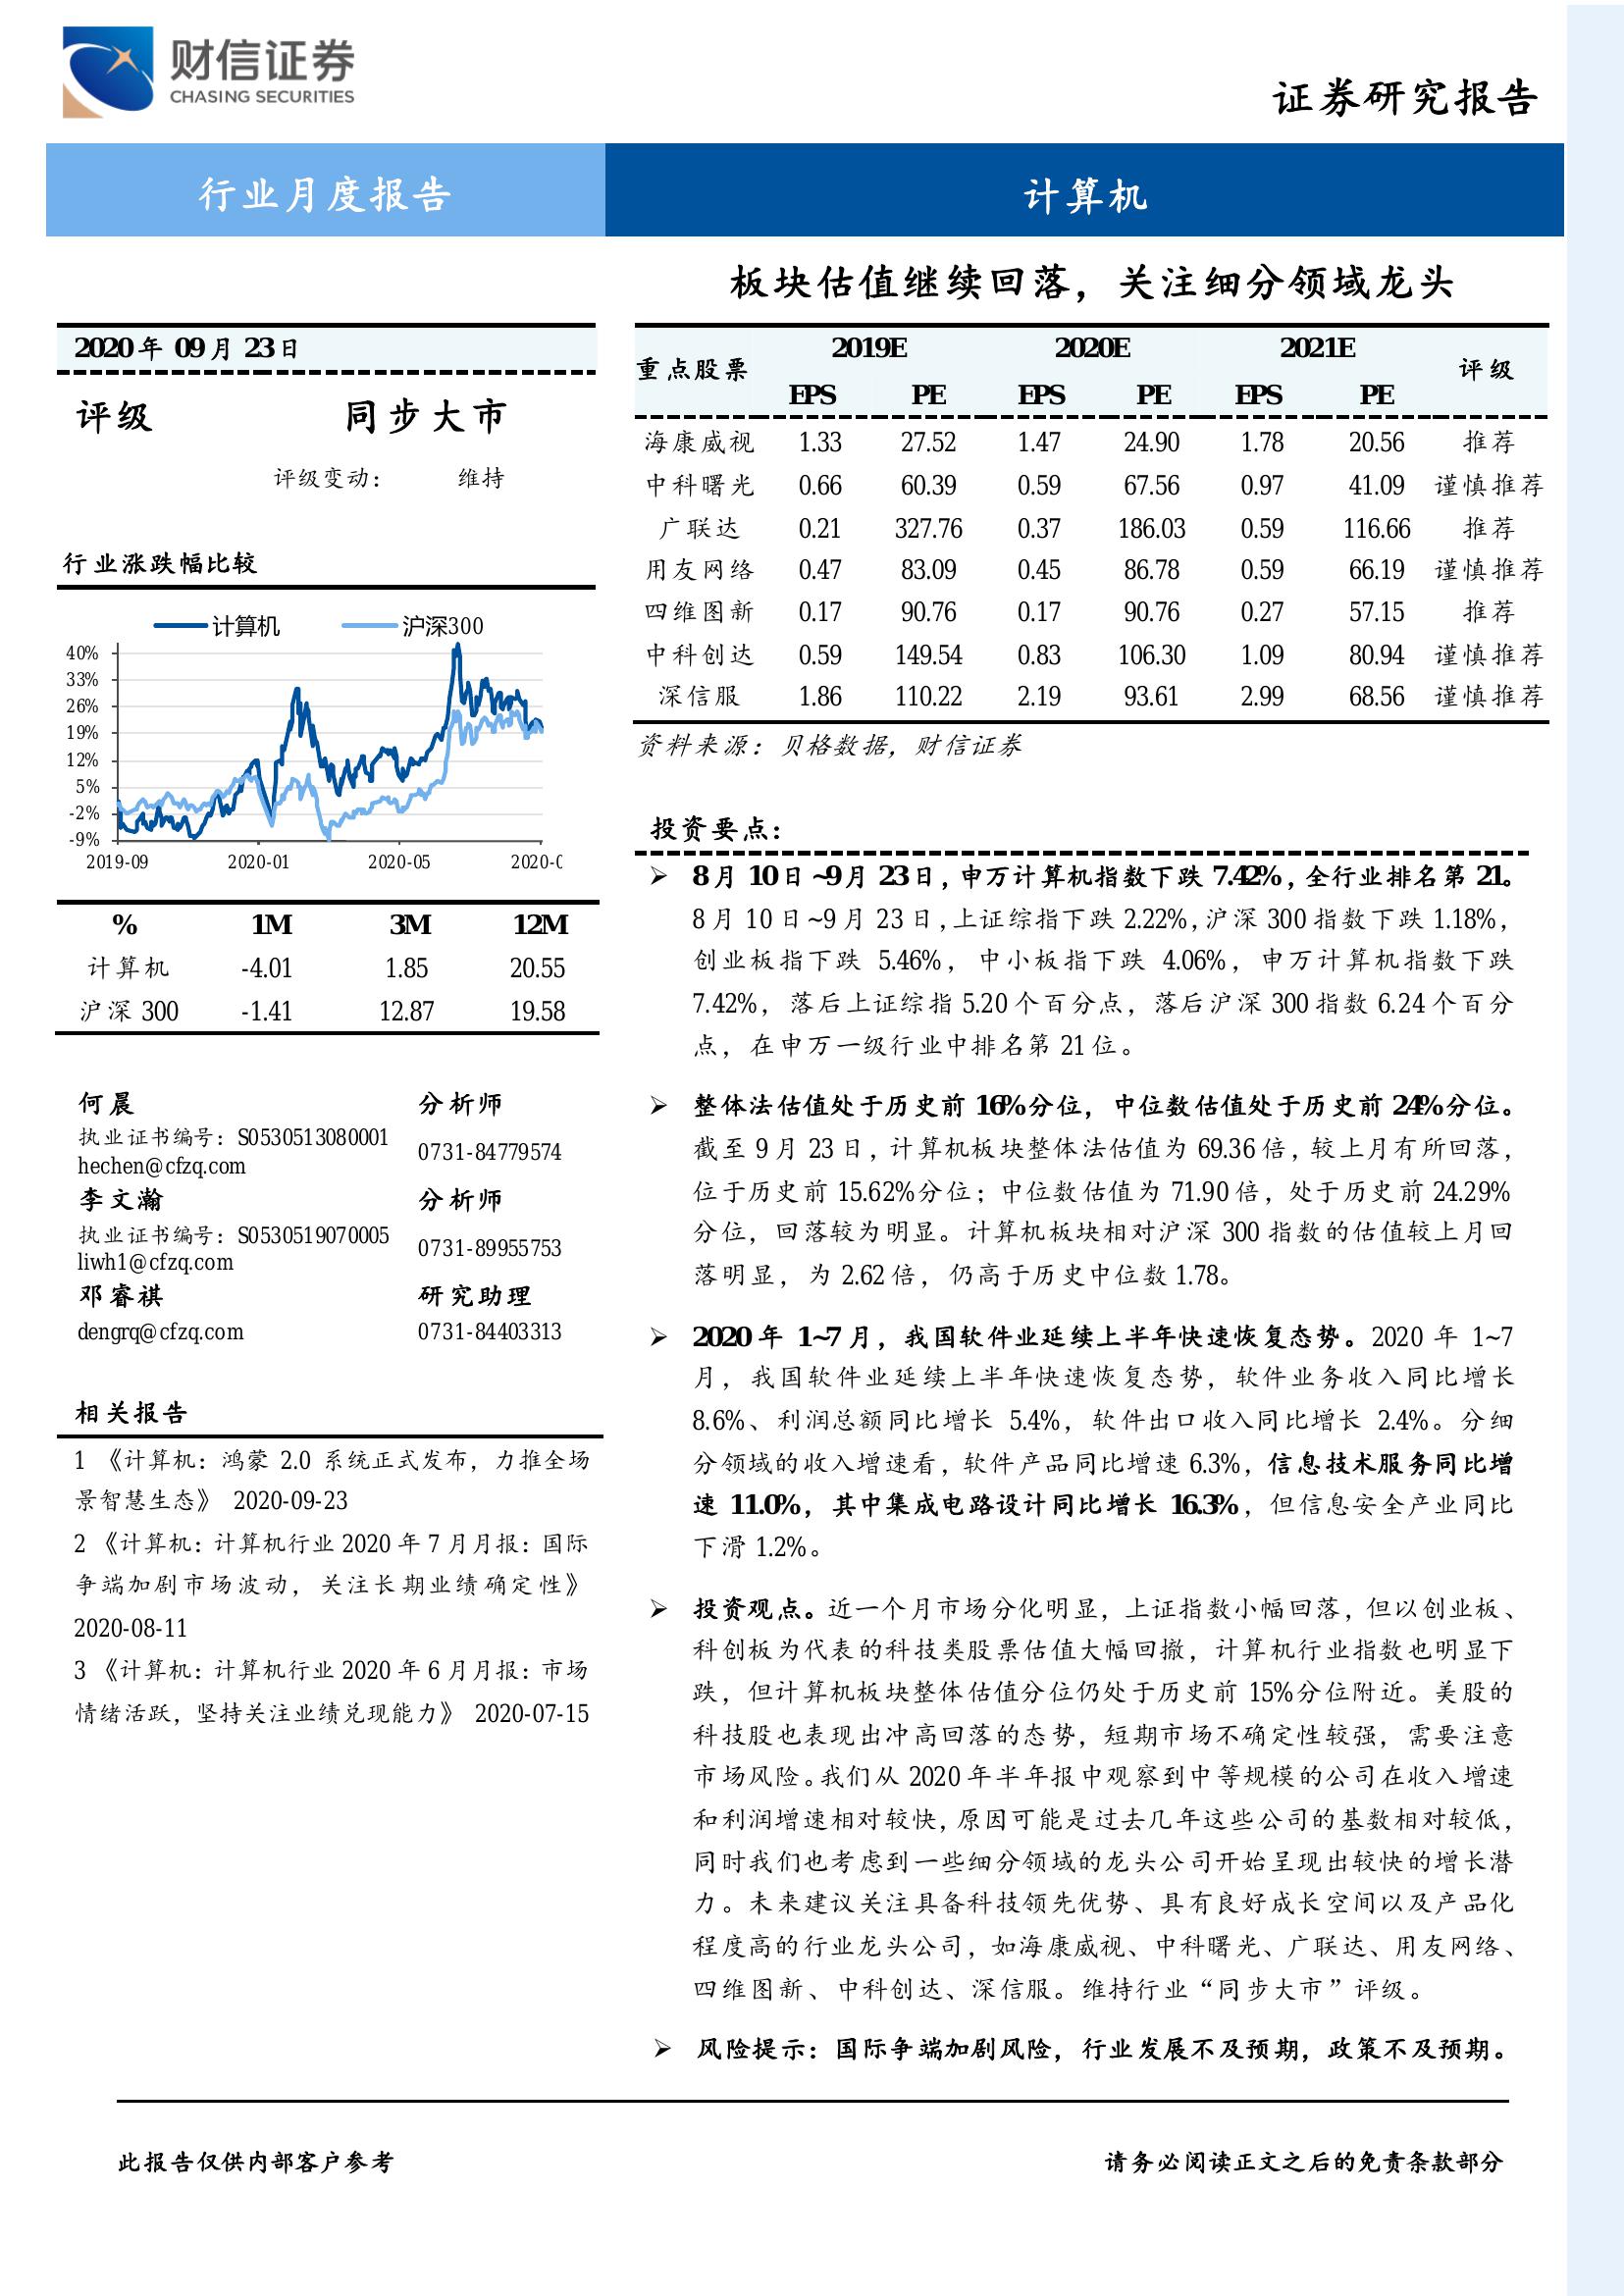 财信证券
CHASING SECURITIES
证券研究报告
行业月度报告
计算机
板块估值继续回落，关注细分领域龙头
2020年 09月 23日
评级 同步大市
评级变动： 维持
行业涨跌幅比较
计算机 沪深300
40%
33%
26%
19%
12%
5%
-2%
-9%
2019-09 2020-01 2020-05 2020-0
% 1M 3M 12M
计算机 -4.01 1.85 20.55
沪深 300 -1.41 12.87 19.58
何晨 分析师
执业证书编号：S0530513080001
0731-84779574
hechen@cfzq.com
李文瀚 分析师
执业证书编号：S0530519070005
0731-89955753
liwh1@cfzq.com
邓睿祺 研究助理
dengrq@cfzq.com 0731-84403313
相关报告
1 《计算机：鸿蒙 2.0 系统正式发布，力推全场
景智慧生态》 2020-09-23
2 《计算机：计算机行业 2020 年 7 月月报：国际
争端加剧市场波动，关注长期业绩确定性》
2020-08-11
3 《计算机：计算机行业 2020 年 6 月月报：市场
情绪活跃，坚持关注业绩兑现能力》 2020-07-15
重点股票 2019E 2020E 2021E 评级
EPS PE EPS PE EPS PE
海康威视 1.33 27.52 1.47 24.90 1.78 20.56 推荐
中科曙光 0.66 60.39 0.59 67.56 0.97 41.09 谨慎推荐
广联达 0.21 327.76 0.37 186.03 0.59 116.66 推荐
用友网络 0.47 83.09 0.45 86.78 0.59 66.19 谨慎推荐
四维图新 0.17 90.76 0.17 90.76 0.27 57.15 推荐
中科创达 0.59 149.54 0.83 106.30 1.09 80.94 谨慎推荐
深信服 1.86 110.22 2.19 93.61 2.99 68.56 谨慎推荐
资料来源：贝格数据，财信证券
投资要点：
➢ 8月 10日~9月 23日，申万计算机指数下跌 7.42%，全行业排名第 21。
8 月 10 日~9 月 23 日，上证综指下跌 2.22%，沪深 300 指数下跌 1.18%，
创业板指下跌 5.46%，中小板指下跌 4.06%，申万计算机指数下跌
7.42%，落后上证综指 5.20 个百分点，落后沪深 300 指数 6.24 个百分
点，在申万一级行业中排名第 21 位。
➢ 整体法估值处于历史前 16%分位，中位数估值处于历史前 24%分位。
截至 9 月 23 日，计算机板块整体法估值为 69.36 倍，较上月有所回落，
位于历史前 15.62%分位；中位数估值为 71.90 倍，处于历史前 24.29%
分位，回落较为明显。计算机板块相对沪深 300 指数的估值较上月回
落明显，为 2.62 倍，仍高于历史中位数 1.78。
➢ 2020 年 1~7 月，我国软件业延续上半年快速恢复态势。2020 年 1~7
月，我国软件业延续上半年快速恢复态势，软件业务收入同比增长
8.6%、利润总额同比增长 5.4%，软件出口收入同比增长 2.4%。分细
分领域的收入增速看，软件产品同比增速 6.3%，信息技术服务同比增
速 11.0%，其中集成电路设计同比增长 16.3%，但信息安全产业同比
下滑 1.2%。
➢ 投资观点。近一个月市场分化明显，上证指数小幅回落，但以创业板、
科创板为代表的科技类股票估值大幅回撤，计算机行业指数也明显下
跌，但计算机板块整体估值分位仍处于历史前 15%分位附近。美股的
科技股也表现出冲高回落的态势，短期市场不确定性较强，需要注意
市场风险。我们从 2020 年半年报中观察到中等规模的公司在收入增速
和利润增速相对较快，原因可能是过去几年这些公司的基数相对较低，
同时我们也考虑到一些细分领域的龙头公司开始呈现出较快的增长潜
力。未来建议关注具备科技领先优势、具有良好成长空间以及产品化
程度高的行业龙头公司，如海康威视、中科曙光、广联达、用友网络、
四维图新、中科创达、深信服。维持行业“同步大市”评级。
➢ 风险提示：国际争端加剧风险，行业发展不及预期，政策不及预期。
此报告仅供内部客户参考
请务必阅读正文之后的免责条款部分